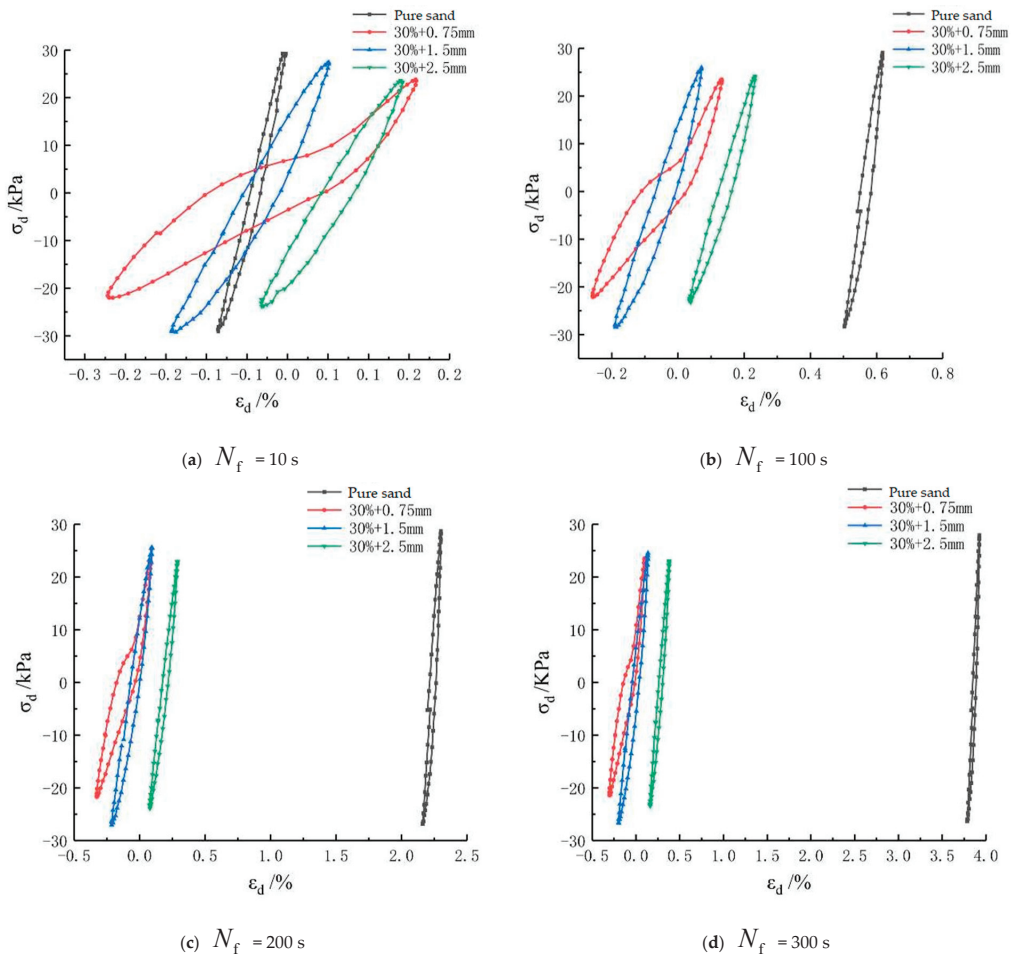 Pure sand
30%+0.75mm
30%+1.5mm
30%+2.5mm
30
20
10
0
-10
-20
-30
σd /kPa
-0.3 -0.2 -0.2 -0.1 -0.1 0.0 0.1 0.1 0.2 0.2
εd /%
(a) Nf = 10 s
Pure sand
30%+0.75mm
30%+1.5mm
30%+2.5mm
30
20
10
0
-10
-20
-30
σd /kPa
-0.2 0.0 0.2 0.4 0.6 0.8
εd /%
(b) Nf = 100 s
Pure sand
30%+0.75mm
30%+1.5mm
30%+2.5mm
30
20
10
0
-10
-20
-30
σd /kPa
-0.5 0.0 0.5 1.0 1.5 2.0 2.5
εd /%
(c) Nf = 200 s
Pure sand
30%+0.75mm
30%+1.5mm
30%+2.5mm
30
20
10
0
-10
-20
-30
σd /KPa
-0.5 0.0 0.5 1.0 1.5 2.0 2.5 3.0 3.5 4.0
εd /%
(d) Nf = 300 s